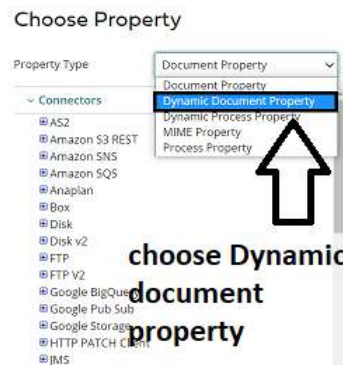 Choose Property
Property Type
Document Property
Document Property
Dynamic Document Property
Dynamic Process Property
MIME Property
Process Property
Connectors
AS2
Amazon S3 REST
Amazon SNS
Amazon SQS
Anaplan
Box
Disk
Disk v2
FTP
FTP V2
Google BigQuery
Google Pub Sub
Google Storage
HTTP PATCH Client
JMS
choose Dynamic
document
property